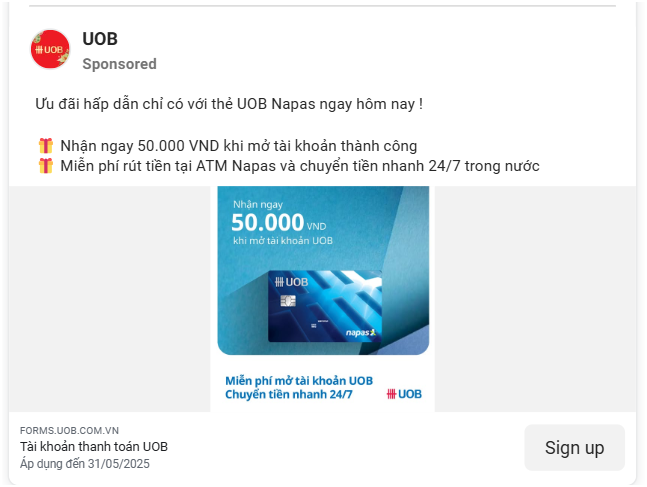 UOB
UOB
Sponsored
Ưu đãi hấp dẫn chỉ có với thẻ UOB Napas ngay hôm nay !
Nhận ngay 50.000 VND khi mở tài khoản thành công
Miễn phí rút tiền tại ATM Napas và chuyển tiền nhanh 24/7 trong nước
Nhận ngay
50.000 VND
khi mở tài khoản UOB
UOB
napas
Miễn phí mở tài khoản UOB
Chuyển tiền nhanh 24/7
UOB
FORMS.UOB.COM.VN
Tài khoản thanh toán UOB
Áp dụng đến 31/05/2025
Sign up